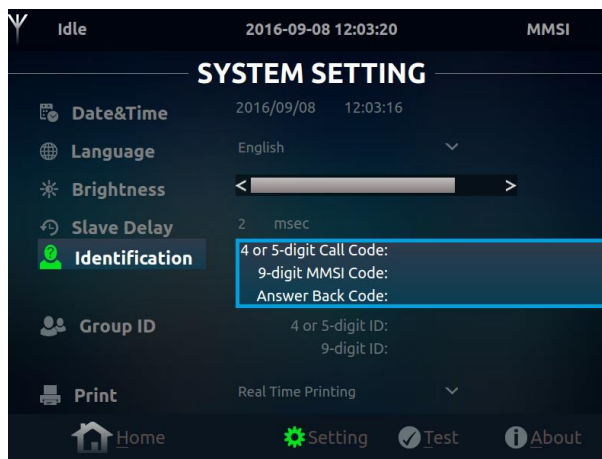 Idle 2016-09-08 12:03:20 MMSI
SYSTEM SETTING
Date&Time 2016/09/08 12:03:16
Language English
Brightness < >
Slave Delay 2 msec
Identification 4 or 5-digit Call Code:
9-digit MMSI Code:
Answer Back Code:
Group ID 4 or 5-digit ID:
9-digit ID:
Print Real Time Printing
Home Setting Test About